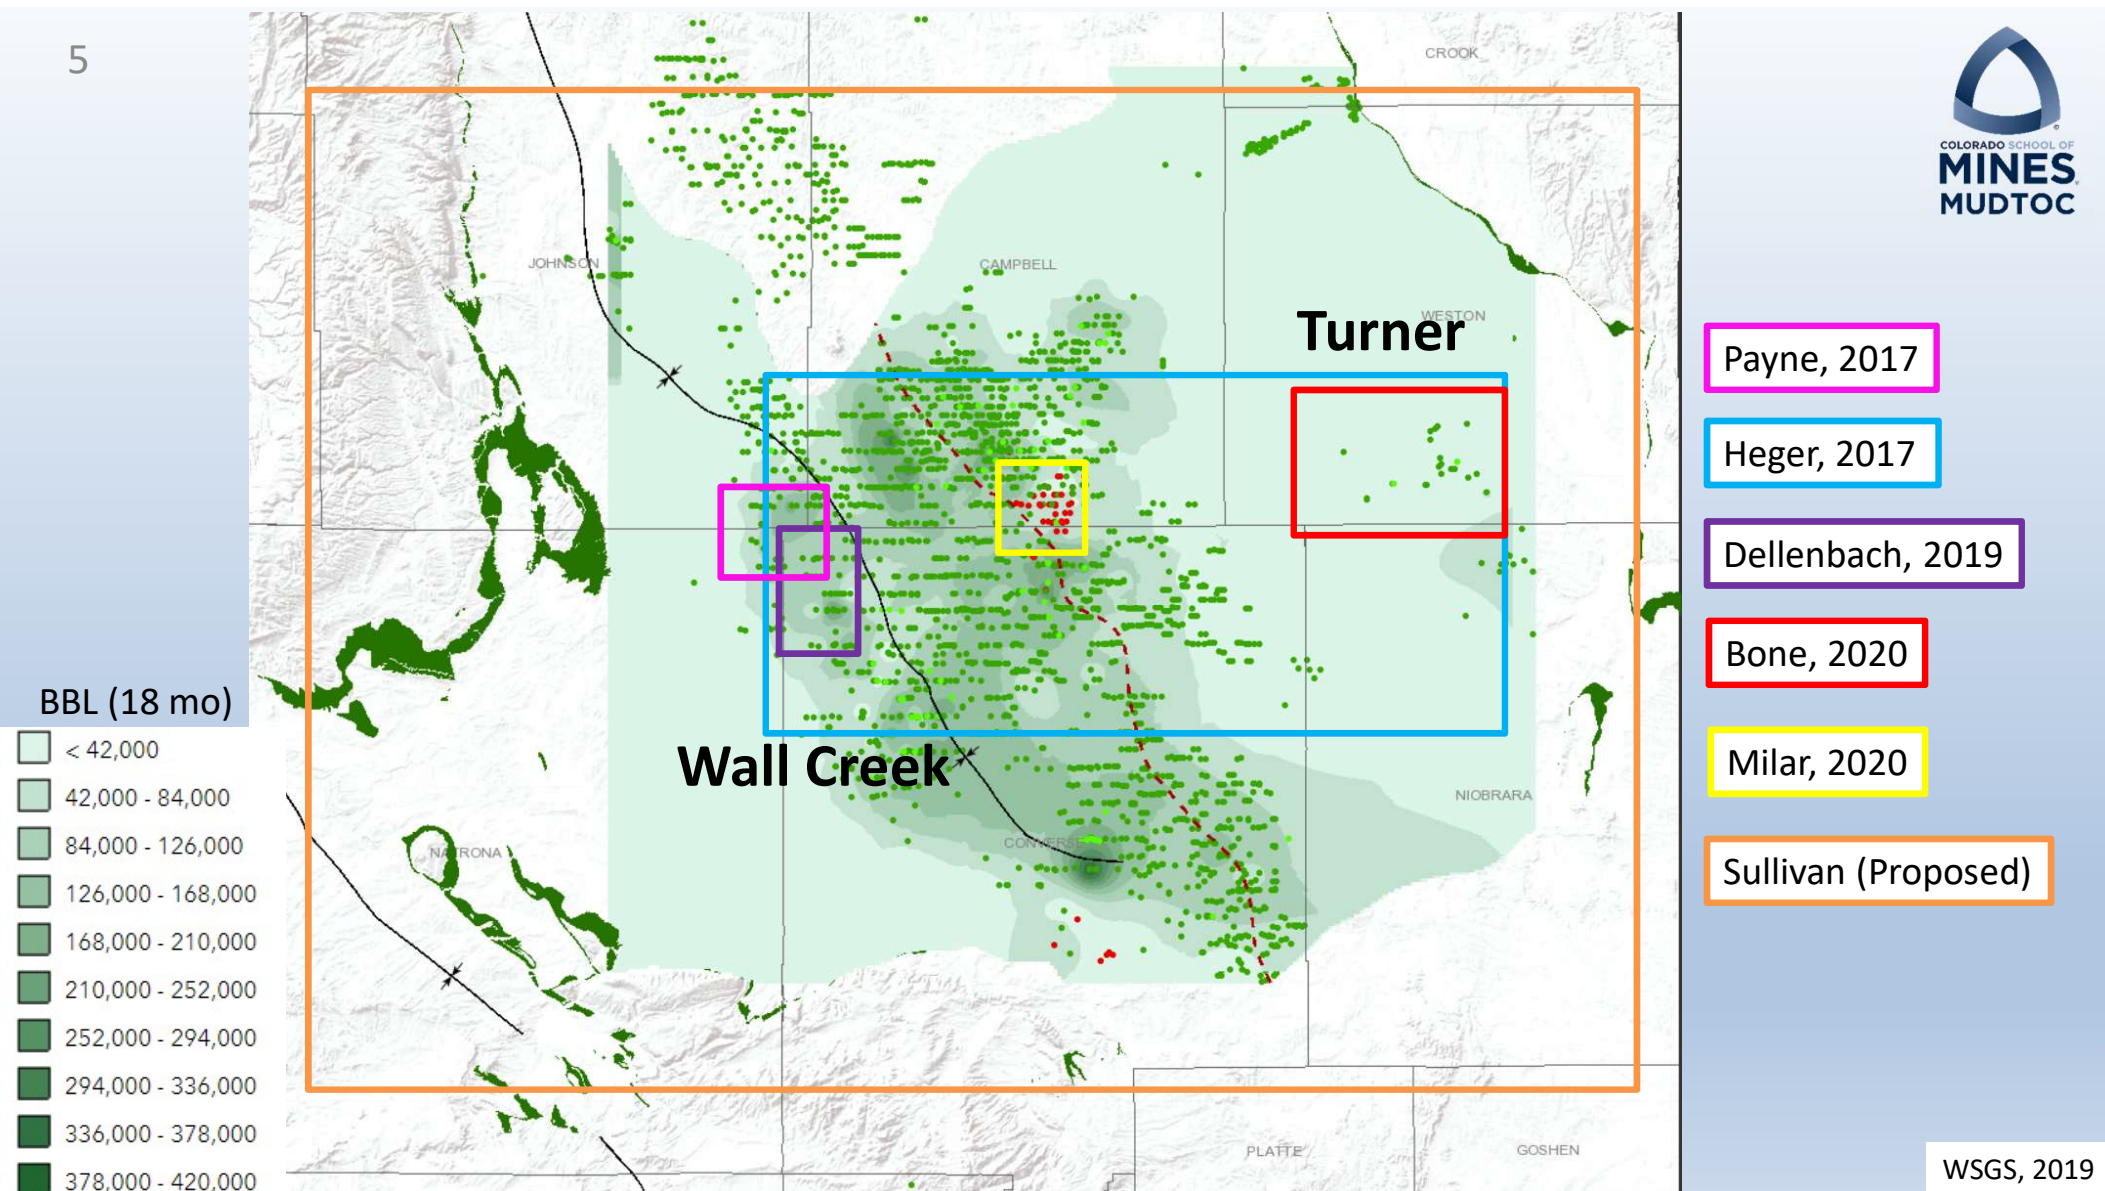 5
CROOK
COLORADO SCHOOL OF
MINES
MUDTOC
JOHNSON
CAMPBELL
WESTON
Turner
Payne, 2017
Heger, 2017
Dellenbach, 2019
Bone, 2020
Milar, 2020
Sullivan (Proposed)
BBL (18 mo)
< 42,000
42,000 - 84,000
84,000 - 126,000
126,000 - 168,000
168,000 - 210,000
210,000 - 252,000
252,000 - 294,000
294,000 - 336,000
336,000 - 378,000
378,000 - 420,000
Wall Creek
NIOBRARA
CONVERSE
NATRONA
PLATTE
GOSHEN
WSGS, 2019